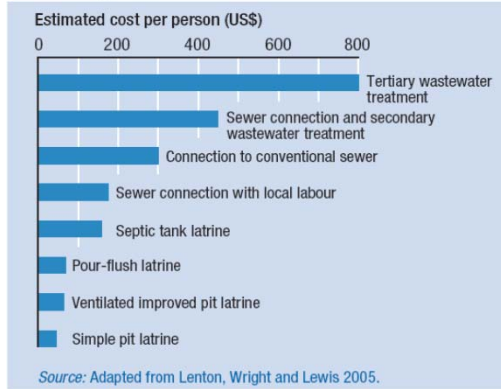 Estimated cost per person (US$)
0 200 400 600 800
Tertiary wastewater
treatment
Sewer connection and secondary
wastewater treatment
Connection to conventional sewer
Sewer connection with local labour
Septic tank latrine
Pour-flush latrine
Ventilated improved pit latrine
Simple pit latrine
Source: Adapted from Lenton, Wright and Lewis 2005.